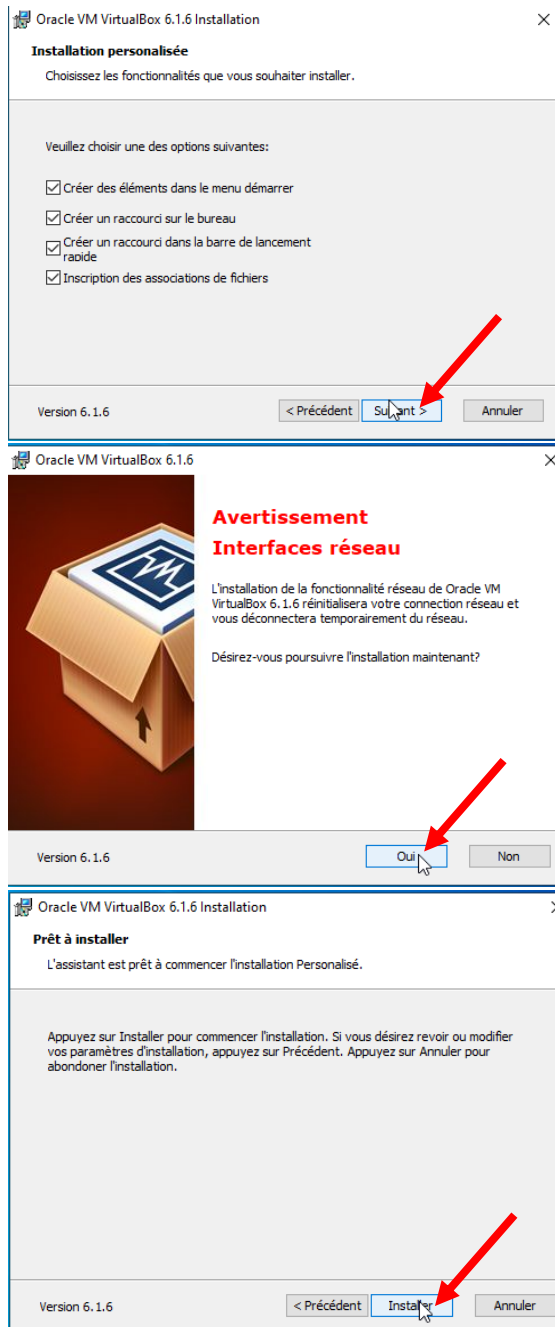 Oracle VM VirtualBox 6.1.6 Installation
Installation personalisée
Choisissez les fonctionnalités que vous souhaiter installer.
Veuillez choisir une des options suivantes:
Créer des éléments dans le menu démarrer
Créer un raccourci sur le bureau
Créer un raccourci dans la barre de lancement
rapide
Inscription des associations de fichiers
Version 6.1.6
< Précédent
Suivant >
Annuler
Oracle VM VirtualBox 6.1.6
Avertissement
Interfaces réseau
L'installation de la fonctionnalité réseau de Oracle VM
VirtualBox 6.1.6 réinitialisera votre connection réseau et
vous déconnectera temporairement du réseau.
Désirez-vous poursuivre l'installation maintenant?
Version 6.1.6
Oui
Non
Oracle VM VirtualBox 6.1.6 Installation
Prêt à installer
L'assistant est prêt à commencer l'installation Personalisé.
Appuyez sur Installer pour commencer l'installation. Si vous désirez revoir ou modifier
vos paramètres d'installation, appuyez sur Précédent. Appuyez sur Annuler pour
abondoner l'installation.
Version 6.1.6
< Précédent
Installer
Annuler